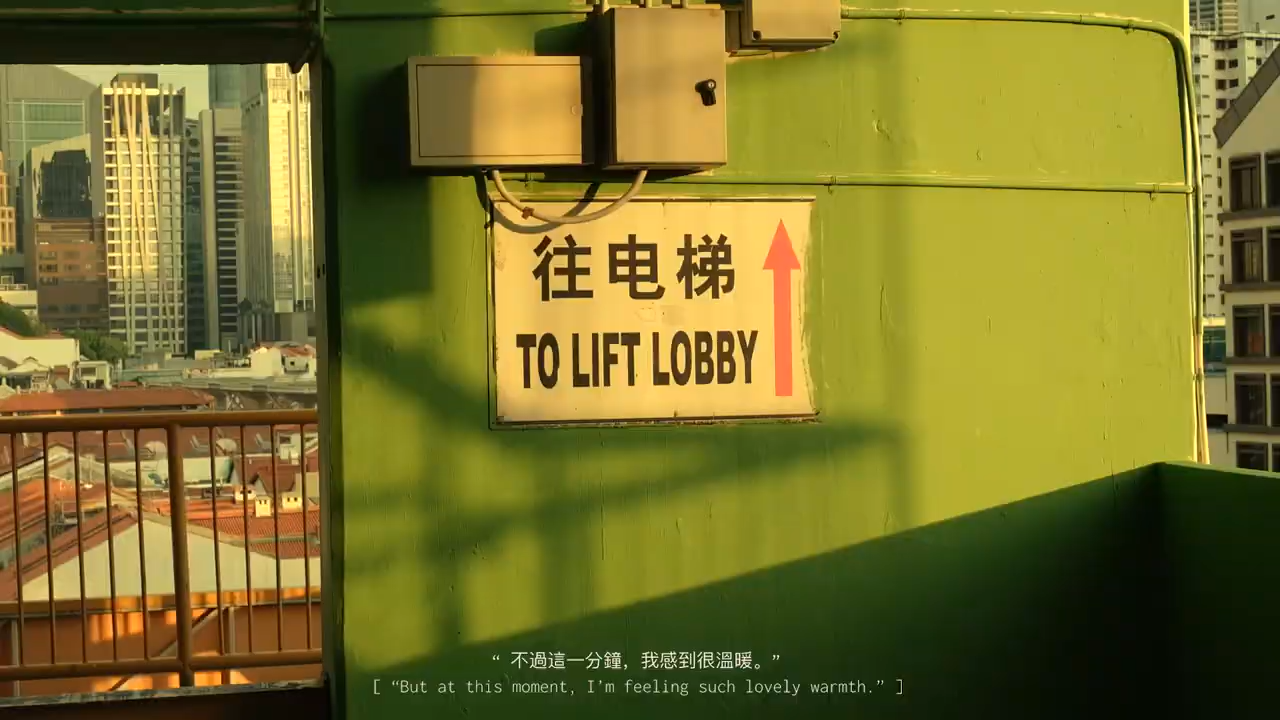 往电梯
TO LIFT LOBBY
“ 不過這一分鐘，我感到很溫暖。”
[ “But at this moment, I’m feeling such lovely warmth.” ]